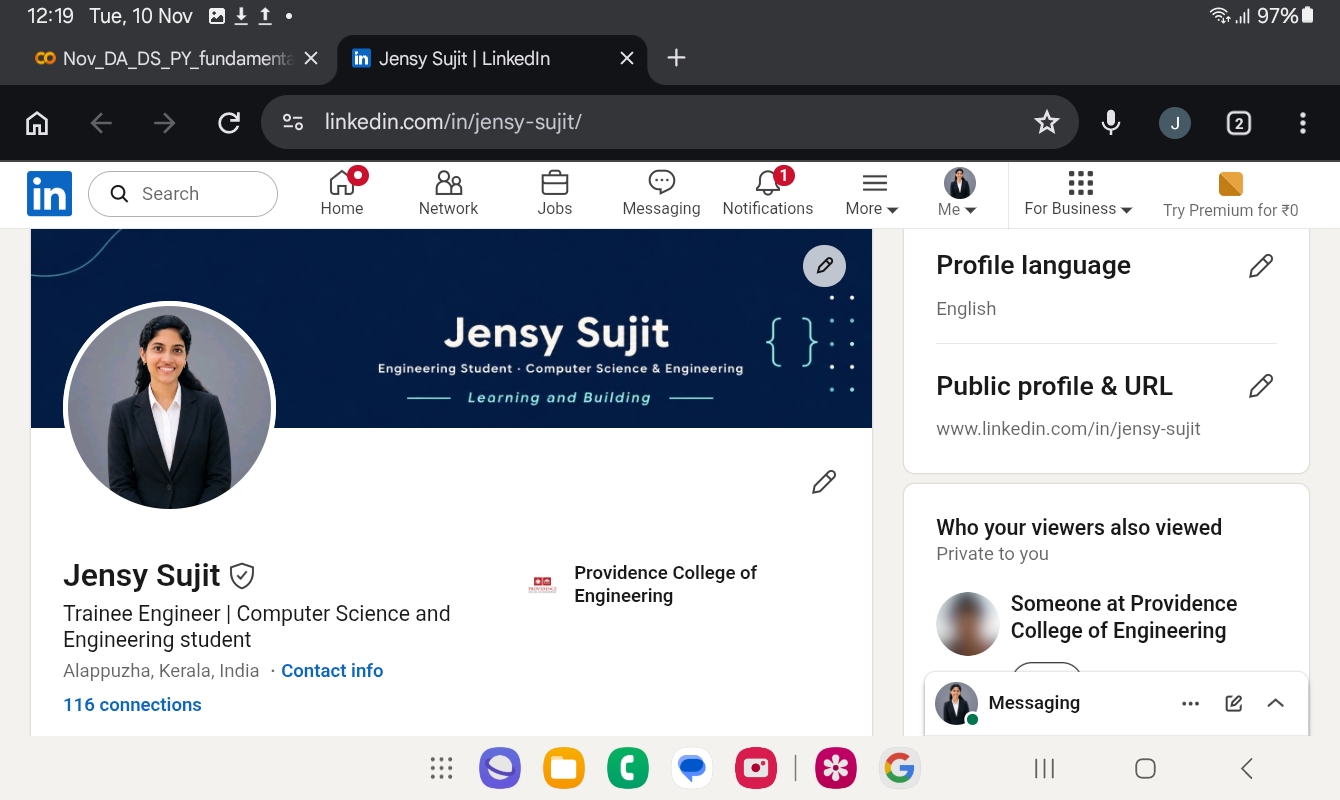 12:19 Tue, 10 Nov
97%
Nov_DA_DS_PY_fundamenta
Jensy Sujit | LinkedIn
linkedin.com/in/jensy-sujit/
J
2
in
Search
Home
Network
Jobs
Messaging
1
Notifications
More
Me
For Business
Try Premium for ₹0
Jensy Sujit
{ }
Engineering Student · Computer Science & Engineering
Learning and Building
Jensy Sujit
Trainee Engineer | Computer Science and
Engineering student
Alappuzha, Kerala, India · Contact info
116 connections
PROVIDENCE
Providence College of
Engineering
Profile language
English
Public profile & URL
www.linkedin.com/in/jensy-sujit
Who your viewers also viewed
Private to you
Someone at Providence
College of Engineering
Messaging